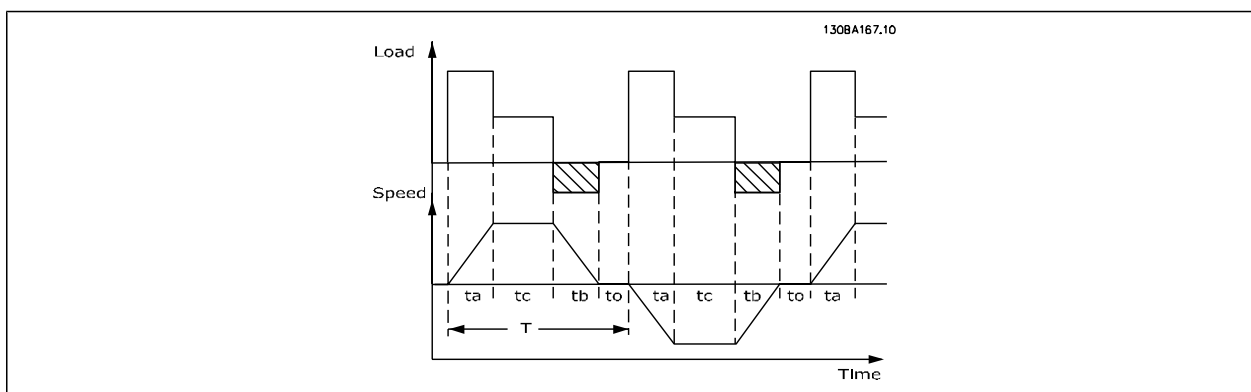 130BA167.10
Load
Speed
ta tc tb to ta tc tb to ta
T
Time